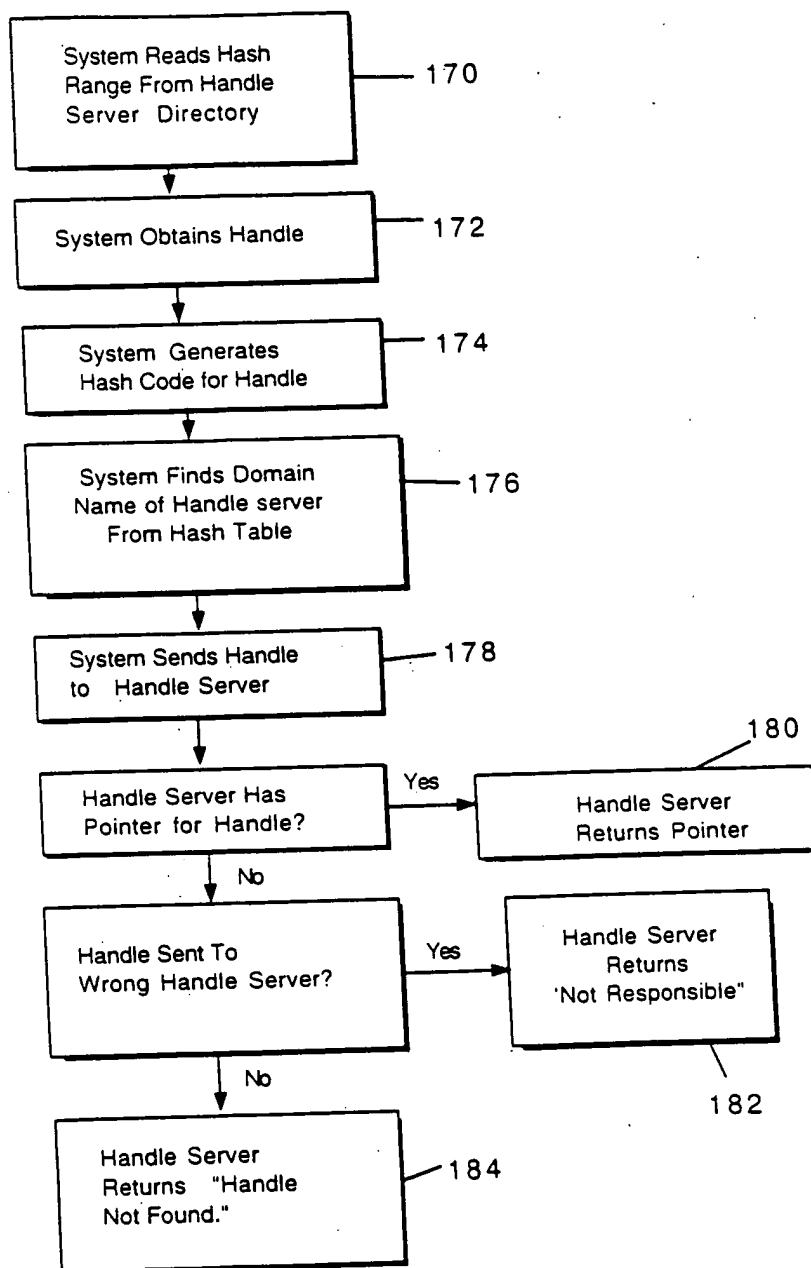 System Reads Hash
Range From Handle
Server Directory
170
System Obtains Handle
172
System Generates
Hash Code for Handle
174
System Finds Domain
Name of Handle server
From Hash Table
176
System Sends Handle
to Handle Server
178
Handle Server Has
Pointer for Handle?
Yes
180
Handle Server
Returns Pointer
No
Handle Sent To
Wrong Handle Server?
Yes
Handle Server
Returns
'Not Responsible"
182
No
Handle Server
Returns "Handle
Not Found."
184